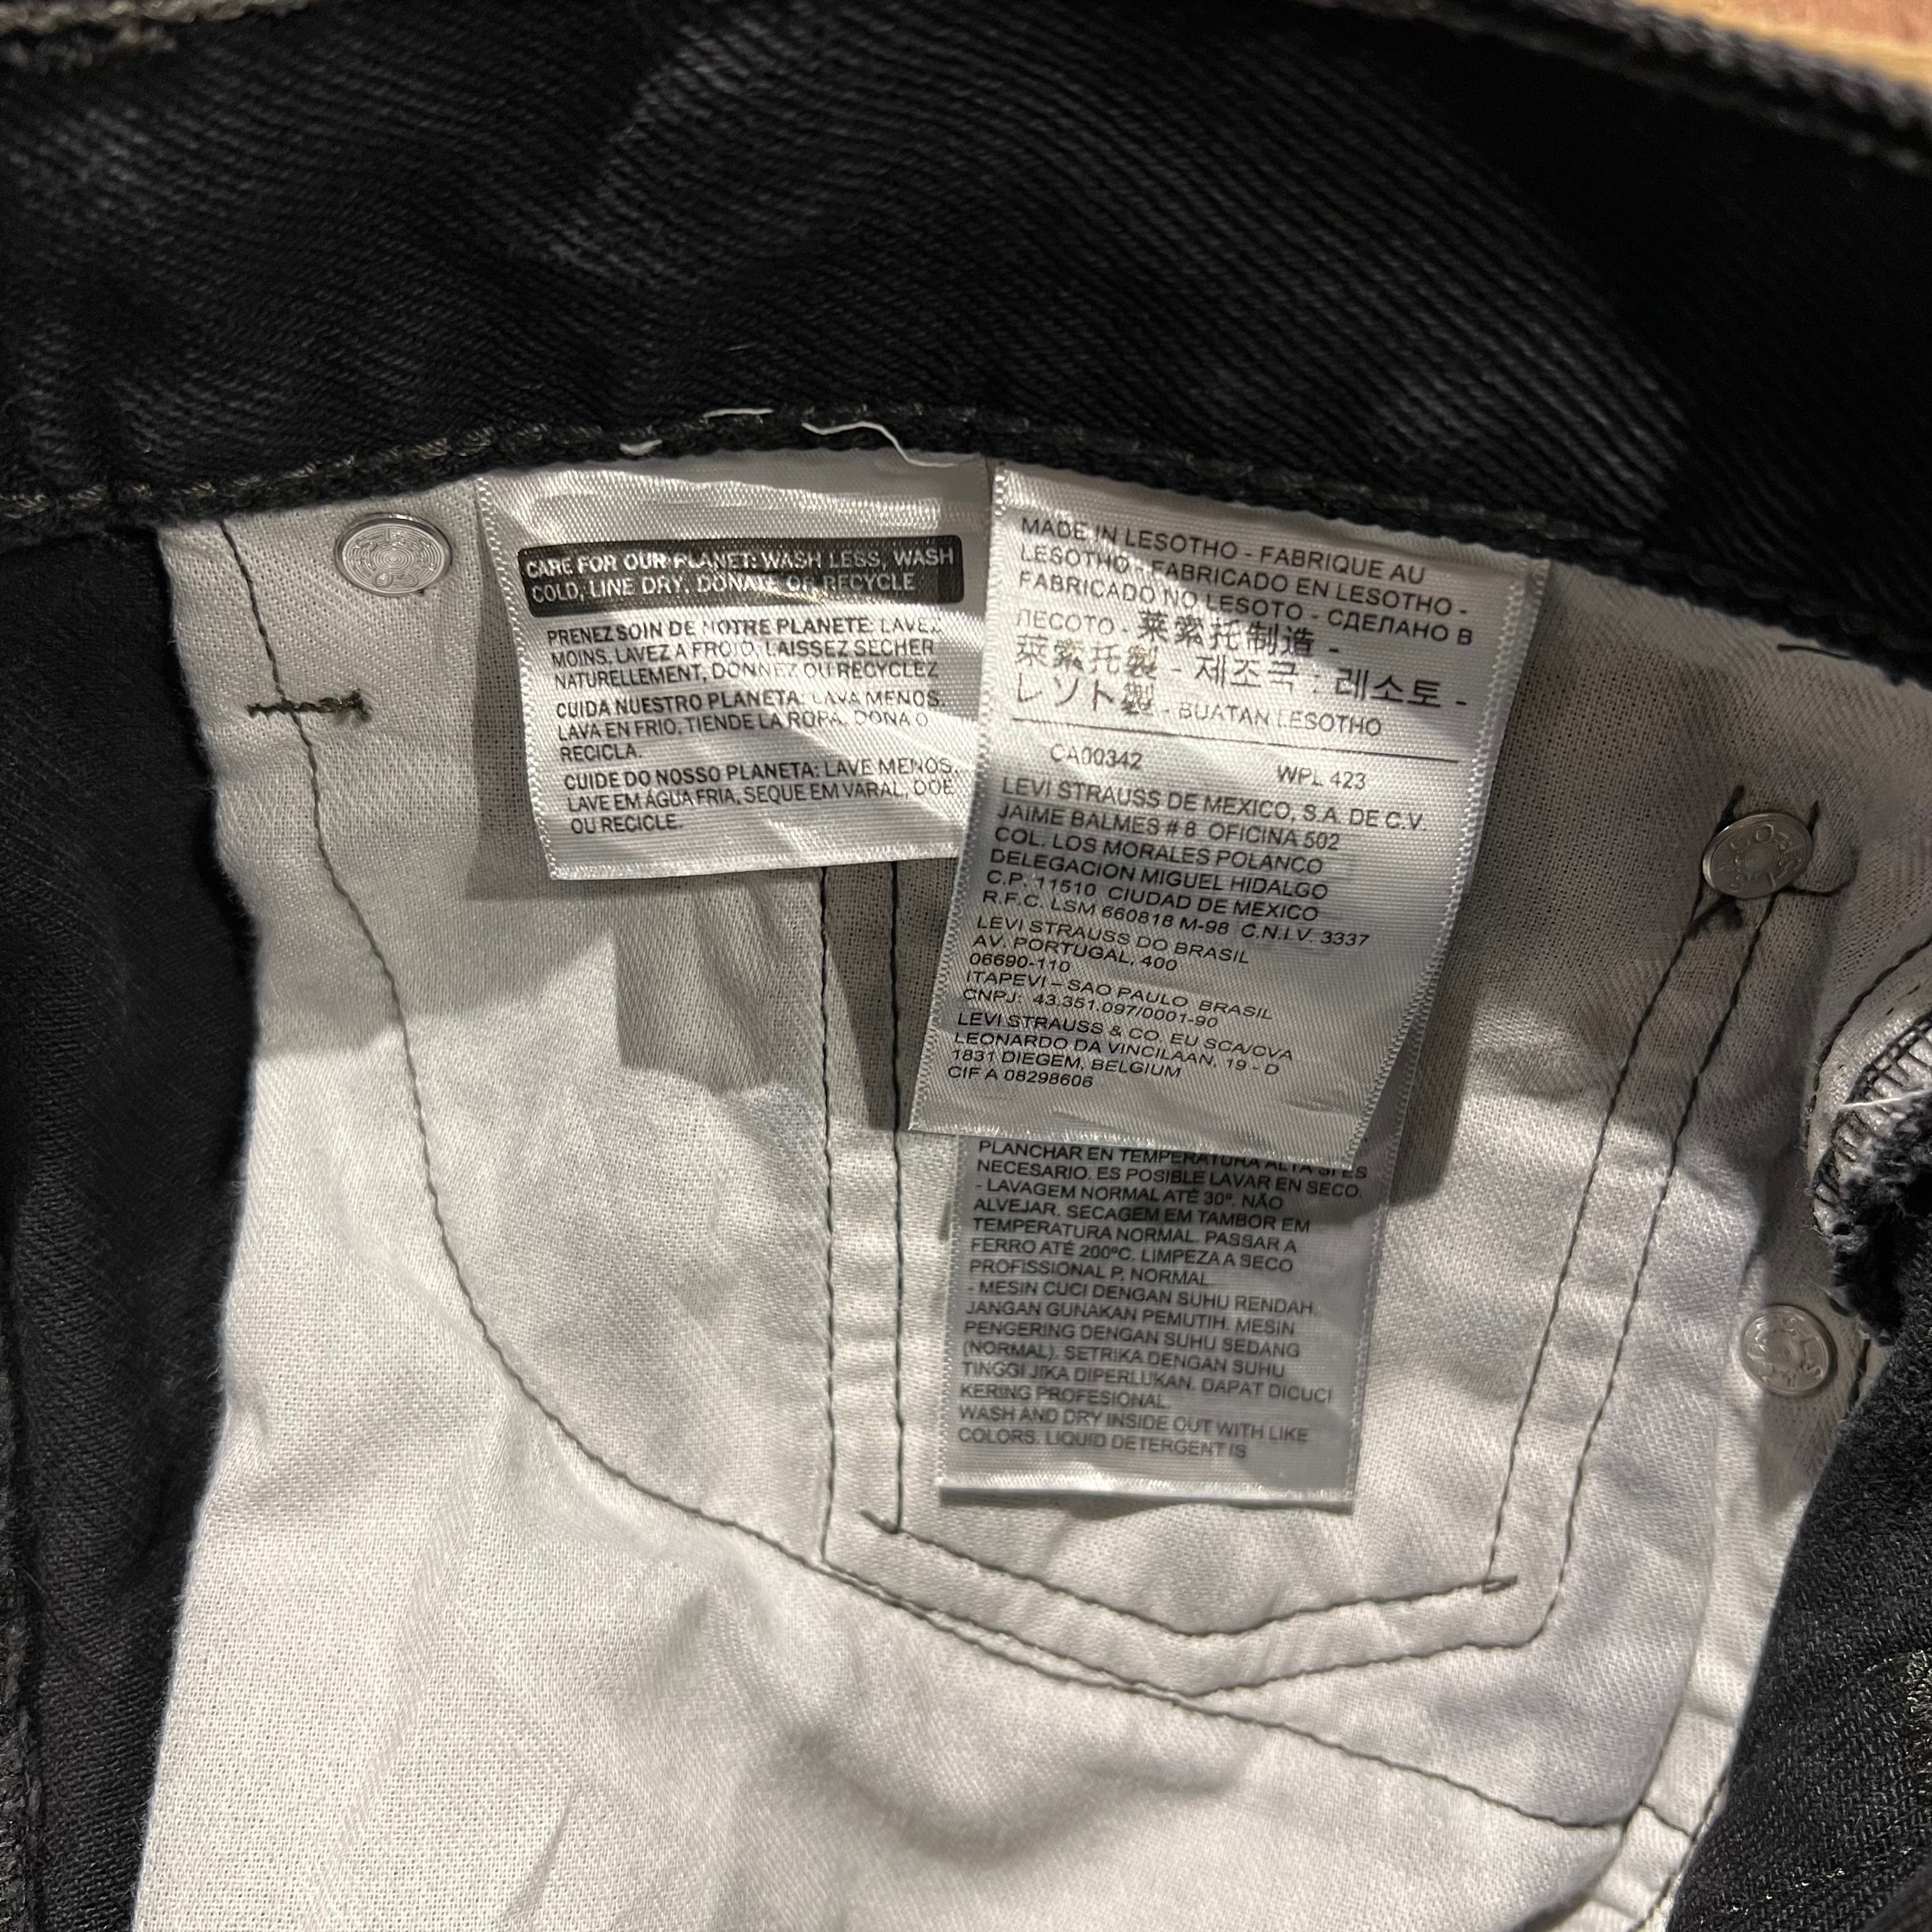 CARE FOR OUR PLANET: WASH LESS, WASH
COLD, LINE DRY, DONATE OR RECYCLE
PRENEZ SOIN DE NOTRE PLANETE: LAVEZ
MOINS, LAVEZ A FROID, LAISSEZ SECHER
NATURELLEMENT, DONNEZ OU RECYCLEZ
CUIDA NUESTRO PLANETA: LAVA MENOS,
LAVA EN FRIO, TIENDE LA ROPA, DONA O
RECICLA.
CUIDE DO NOSSO PLANETA: LAVE MENOS,
LAVE EM ÁGUA FRIA, SEQUE EM VARAL, DOE
OU RECICLE.
MADE IN LESOTHO - FABRIQUE AU
LESOTHO - FABRICADO EN LESOTHO -
FABRICADO NO LESOTO - СДЕЛАНО В
ЛЕСОТО - 莱索托制造 -
萊索托製 - 제조국 : 레소토 -
レソト製 - BUATAN LESOTHO
CA00342 WPL 423
LEVI STRAUSS DE MEXICO, S.A. DE C.V.
JAIME BALMES # 8 OFICINA 502
COL. LOS MORALES POLANCO
DELEGACION MIGUEL HIDALGO
C.P. 11510 CIUDAD DE MEXICO
R.F.C. LSM 660818 M-98 C.N.I.V. 3337
LEVI STRAUSS DO BRASIL
AV. PORTUGAL, 400
06690-110
ITAPEVI – SAO PAULO BRASIL
CNPJ: 43.351.097/0001-90
LEVI STRAUSS & CO. EU SCA/CVA
LEONARDO DA VINCILAAN, 19 - D
1831 DIEGEM, BELGIUM
CIF A 08298606
PLANCHAR EN TEMPERATURA ALTA SI ES
NECESARIO. ES POSIBLE LAVAR EN SECO.
- LAVAGEM NORMAL ATÉ 30º. NÃO
ALVEJAR. SECAGEM EM TAMBOR EM
TEMPERATURA NORMAL. PASSAR A
FERRO ATÉ 200ºC. LIMPEZA A SECO
PROFISSIONAL P, NORMAL.
- MESIN CUCI DENGAN SUHU RENDAH.
JANGAN GUNAKAN PEMUTIH. MESIN
PENGERING DENGAN SUHU SEDANG
(NORMAL). SETRIKA DENGAN SUHU
TINGGI JIKA DIPERLUKAN. DAPAT DICUCI
KERING PROFESIONAL.
WASH AND DRY INSIDE OUT WITH LIKE
COLORS. LIQUID DETERGENT IS